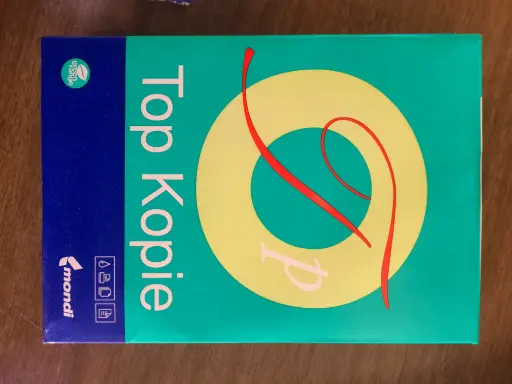 Top Kopie
p
mondi